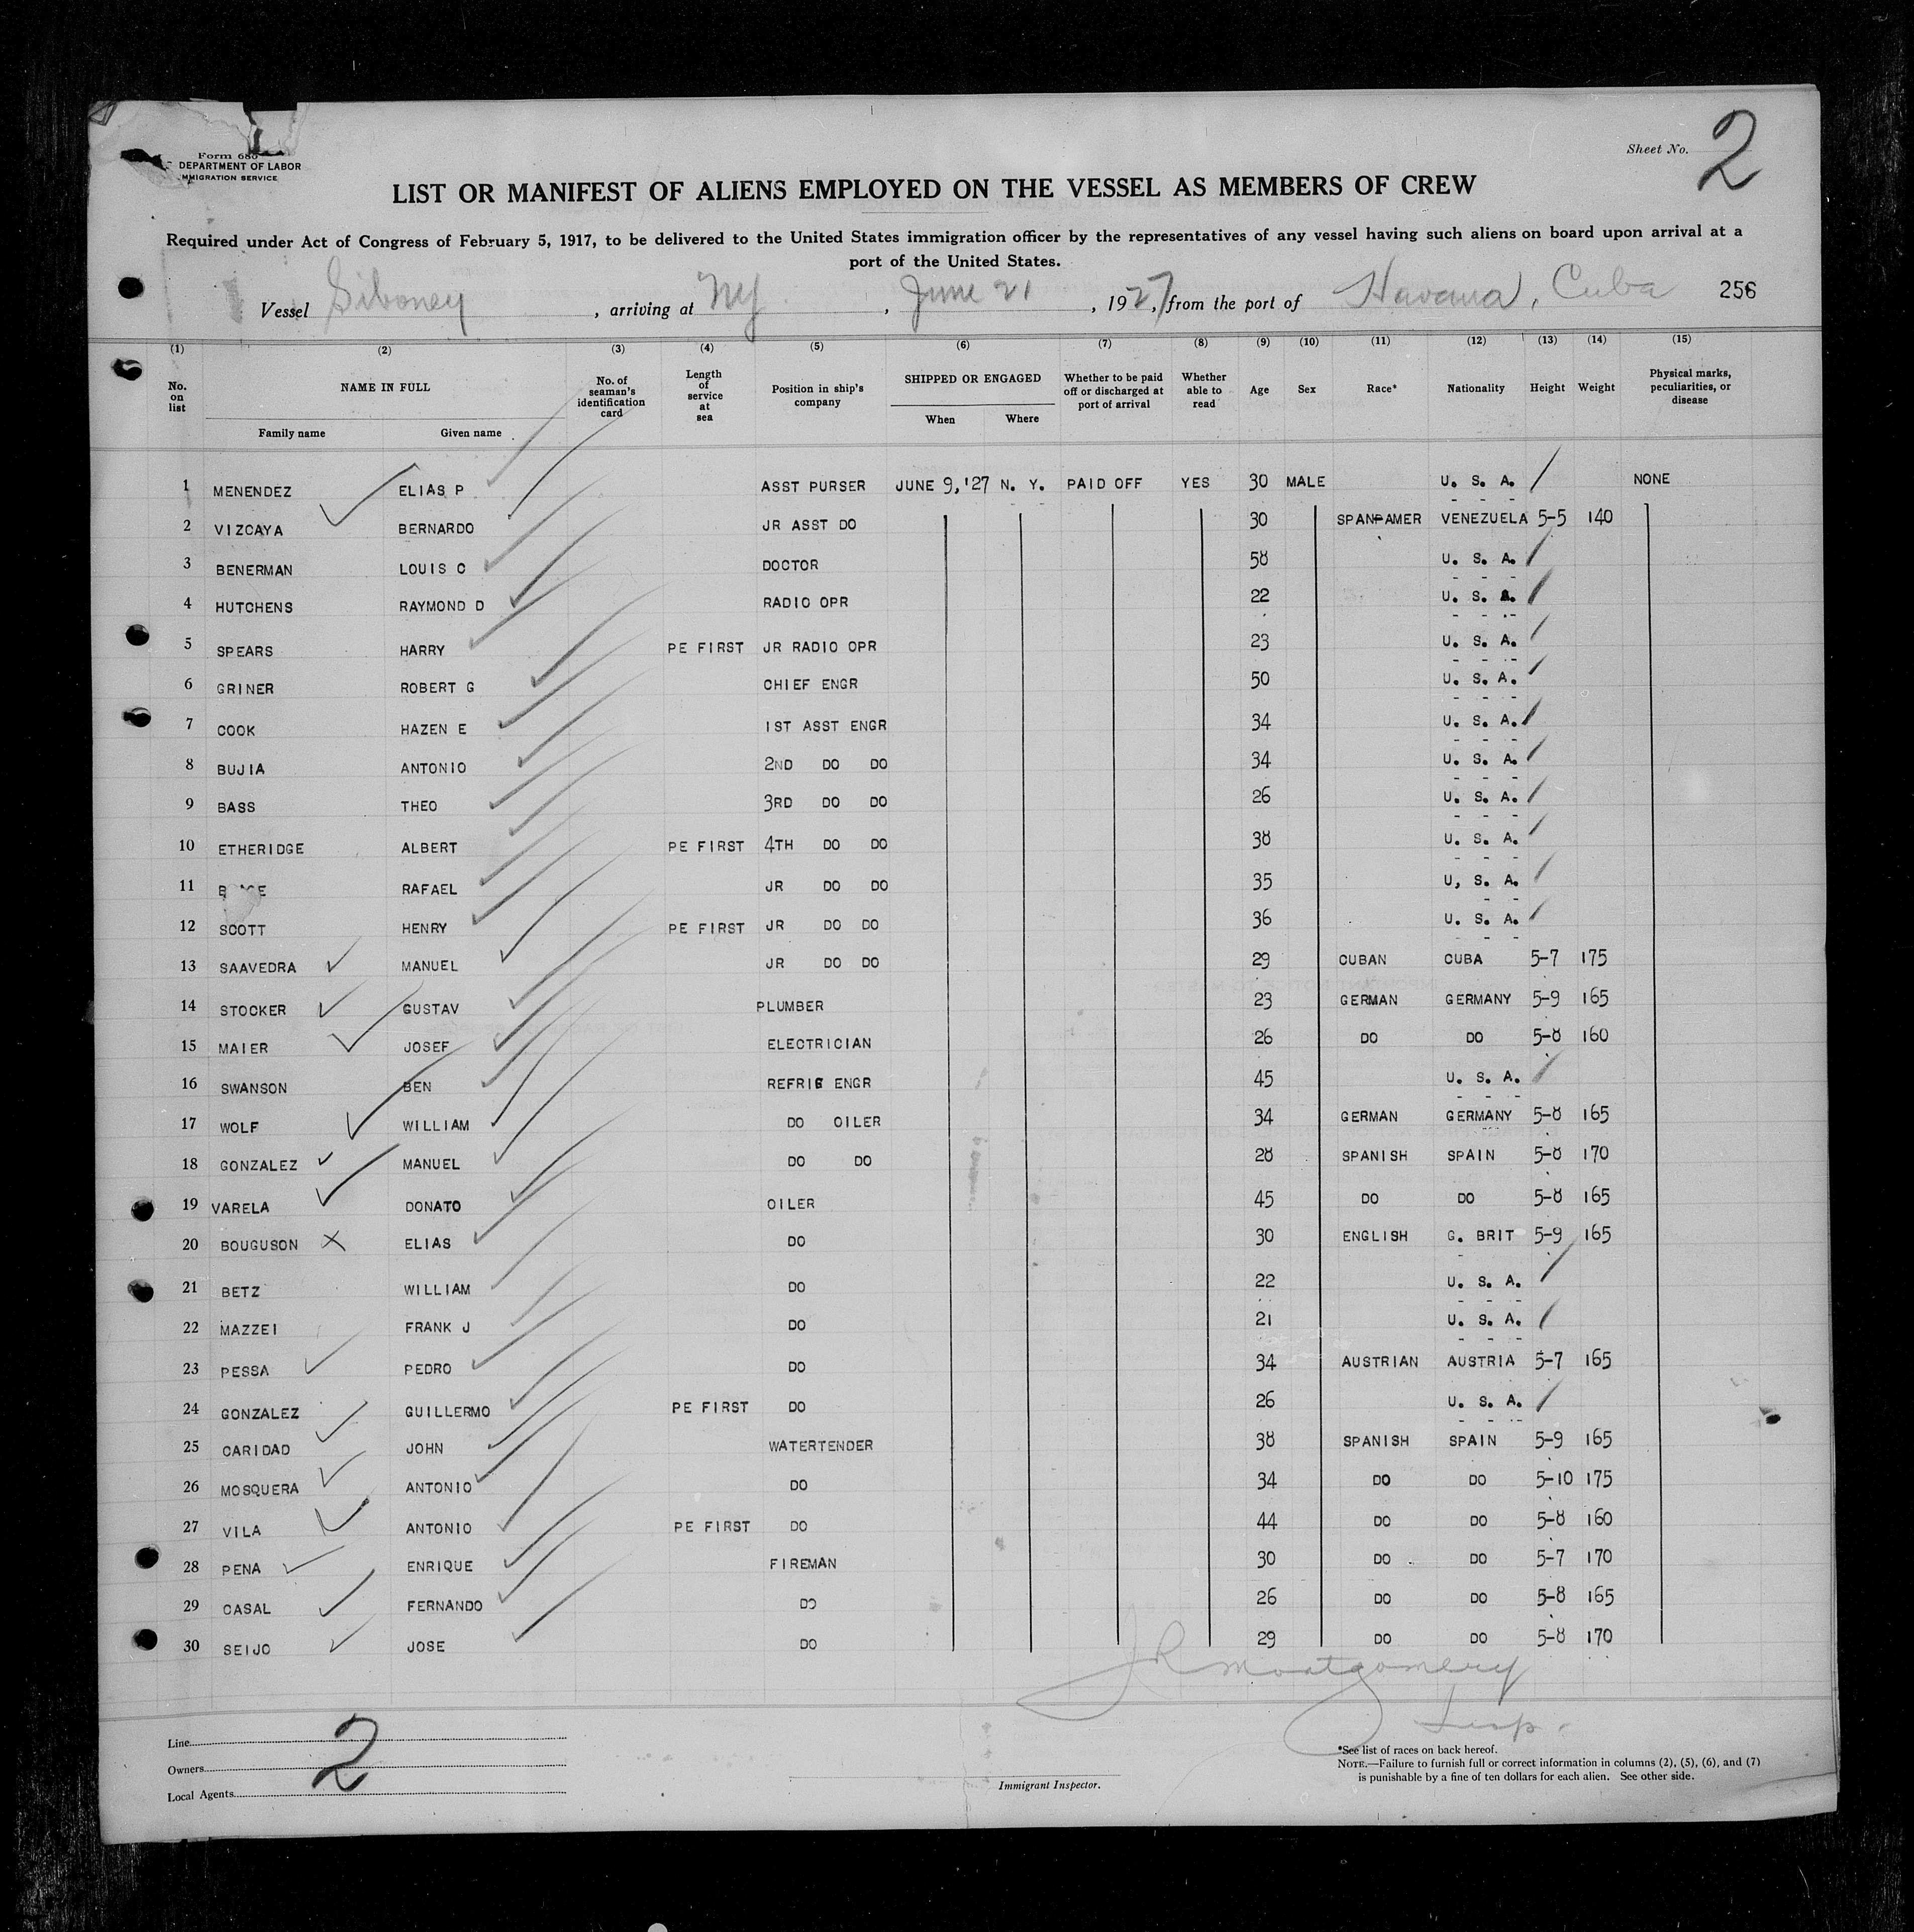 Form 680
DEPARTMENT OF LABOR
MMIGRATION SERVICE
Sheet No. 2
LIST OR MANIFEST OF ALIENS EMPLOYED ON THE VESSEL AS MEMBERS OF CREW
Required under Act of Congress of February 5, 1917, to be delivered to the United States immigration officer by the representatives of any vessel having such aliens on board upon arrival at a
port of the United States.
Vessel Siboney, arriving at NY, June 21, 1927, from the port of Havana, Cuba 256
(1) (2) (3) (4) (5) (6) (7) (8) (9) (10) (11) (12) (13) (14) (15)
No. on list NAME IN FULL No. of seaman's identification card Length of service at sea Position in ship's company SHIPPED OR ENGAGED Whether to be paid off or discharged at port of arrival Whether able to read Age Sex Race* Nationality Height Weight Physical marks, peculiarities, or disease
Family name Given name When Where
1 MENENDEZ ELIAS P ASST PURSER JUNE 9,'27 N. Y. PAID OFF YES 30 MALE U. S. A. NONE
2 VIZCAYA BERNARDO JR ASST DO 30 SPAN-AMER VENEZUELA 5-5 140
3 BENERMAN LOUIS C DOCTOR 58 U. S. A.
4 HUTCHENS RAYMOND D RADIO OPR 22 U. S. A.
5 SPEARS HARRY PE FIRST JR RADIO OPR 23 U. S. A.
6 GRINER ROBERT G CHIEF ENGR 50 U. S. A.
7 COOK HAZEN E 1ST ASST ENGR 34 U. S. A.
8 BUJIA ANTONIO 2ND DO DO 34 U. S. A.
9 BASS THEO 3RD DO DO 26 U. S. A.
10 ETHERIDGE ALBERT PE FIRST 4TH DO DO 38 U. S. A.
11 RAFAEL JR DO DO 35 U, S. A.
12 SCOTT HENRY PE FIRST JR DO DO 36 U. S. A.
13 SAAVEDRA MANUEL JR DO DO 29 CUBAN CUBA 5-7 175
14 STOCKER GUSTAV PLUMBER 23 GERMAN GERMANY 5-9 165
15 MAIER JOSEF ELECTRICIAN 26 DO DO 5-8 160
16 SWANSON BEN REFRIG ENGR 45 U. S. A.
17 WOLF WILLIAM DO OILER 34 GERMAN GERMANY 5-8 165
18 GONZALEZ MANUEL DO DO 28 SPANISH SPAIN 5-8 170
19 VARELA DONATO OILER 45 DO DO 5-8 165
20 BOUGUSON ELIAS DO 30 ENGLISH G. BRIT 5-9 165
21 BETZ WILLIAM DO 22 U. S. A.
22 MAZZEI FRANK J DO 21 U. S. A.
23 PESSA PEDRO DO 34 AUSTRIAN AUSTRIA 5-7 165
24 GONZALEZ GUILLERMO PE FIRST DO 26 U. S. A.
25 CARIDAD JOHN WATERTENDER 38 SPANISH SPAIN 5-9 165
26 MOSQUERA ANTONIO DO 34 DO DO 5-10 175
27 VILA ANTONIO PE FIRST DO 44 DO DO 5-8 160
28 PENA ENRIQUE FIREMAN 30 DO DO 5-7 170
29 CASAL FERNANDO DO 26 DO DO 5-8 165
30 SEIJO JOSE DO 29 DO DO 5-8 170
JR Montgomery
Insp.
Line
Owners
Local Agents
2
Immigrant Inspector.
*See list of races on back hereof.
NOTE.—Failure to furnish full or correct information in columns (2), (5), (6), and (7)
is punishable by a fine of ten dollars for each alien. See other side.